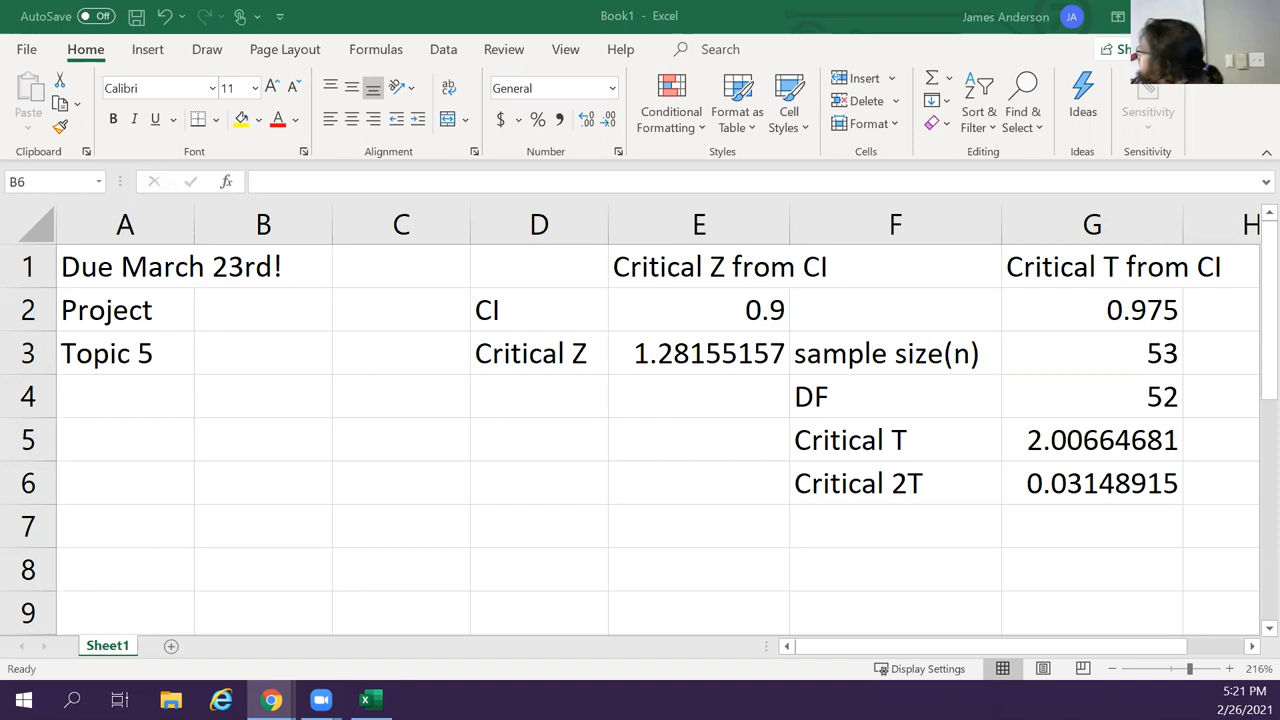 AutoSave Off Book1 - Excel James Anderson JA
File Home Insert Draw Page Layout Formulas Data Review View Help Search Sh
Paste Calibri 11 General Conditional Formatting Format as Table Cell Styles Insert Delete Format Sort & Filter Find & Select Ideas Sensitivity
Clipboard Font Alignment Number Styles Cells Editing Ideas Sensitivity
B6 fx
A B C D E F G H
1 Due March 23rd! Critical Z from CI Critical T from CI
2 Project CI 0.9 0.975
3 Topic 5 Critical Z 1.28155157 sample size(n) 53
4 DF 52
5 Critical T 2.00664681
6 Critical 2T 0.03148915
7
8
9
Sheet1
Ready Display Settings 216%
5:21 PM
2/26/2021